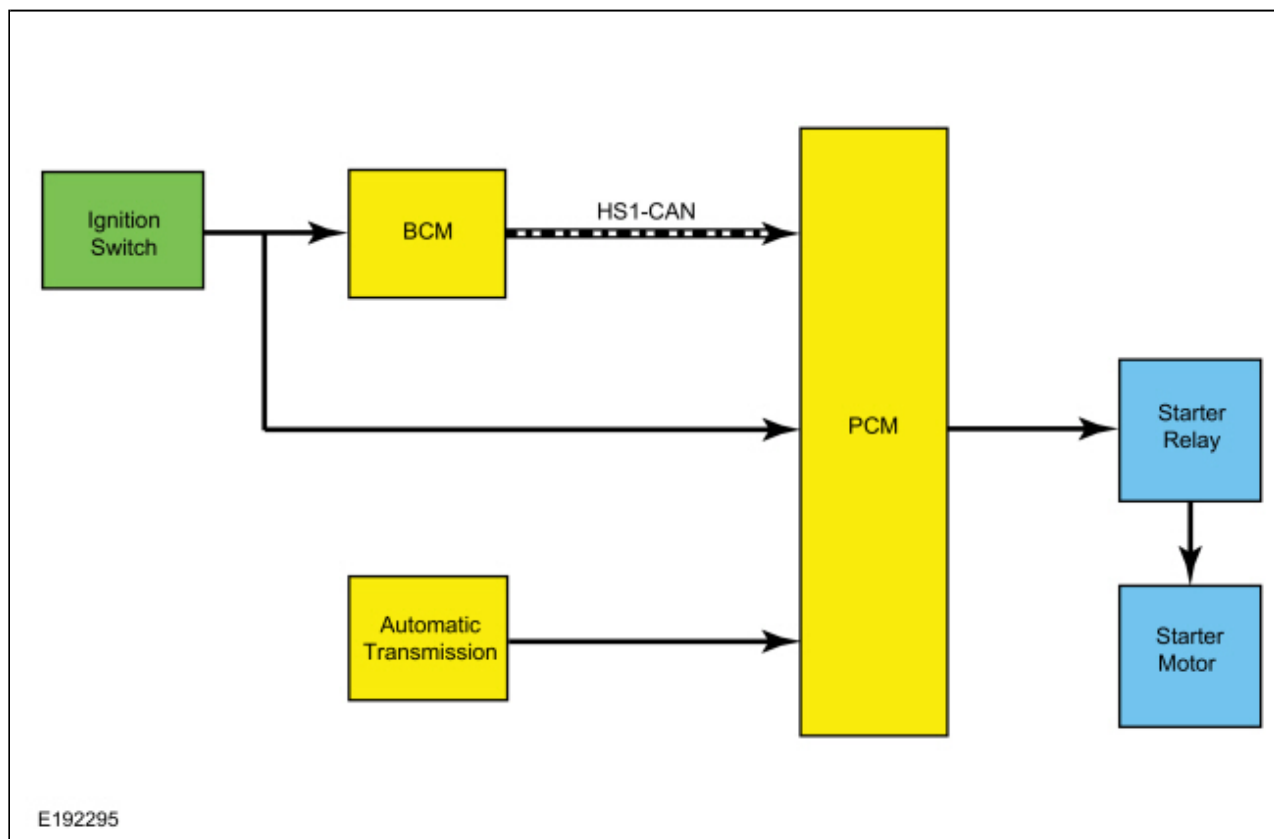 Ignition
Switch
BCM
HS1-CAN
PCM
Starter
Relay
Automatic
Transmission
Starter
Motor
E192295